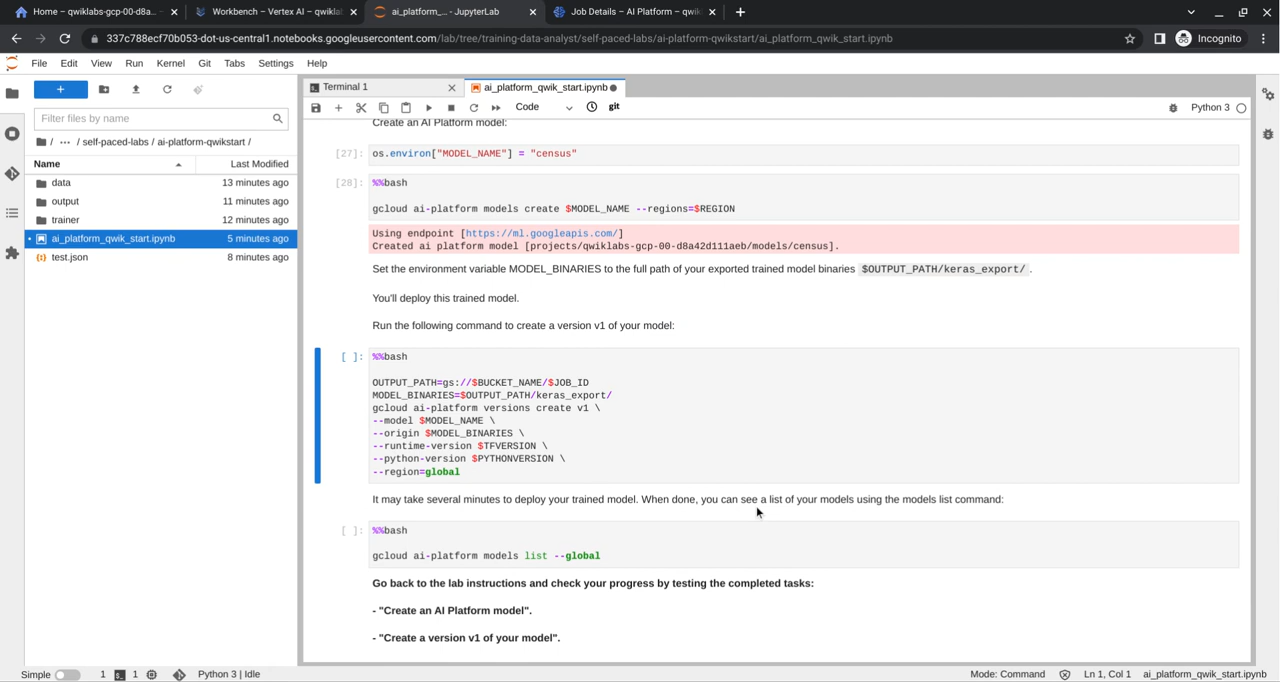 Home – qwiklabs-gcp-00-d8a...
Workbench – Vertex AI – qwikla
ai_platform_... - JupyterLab
Job Details – AI Platform – qwi
337c788ecf70b053-dot-us-central1.notebooks.googleusercontent.com/lab/tree/training-data-analyst/self-paced-labs/ai-platform-qwikstart/ai_platform_qwik_start.ipynb
Incognito
File Edit View Run Kernel Git Tabs Settings Help
Terminal 1
ai_platform_qwik_start.ipynb
Code
git
Python 3
Filter files by name
/ ··· / self-paced-labs / ai-platform-qwikstart /
Name Last Modified
data 13 minutes ago
output 11 minutes ago
trainer 12 minutes ago
ai_platform_qwik_start.ipynb 5 minutes ago
test.json 8 minutes ago
Create an AI Platform model:
[27]: os.environ["MODEL_NAME"] = "census"
[28]: %%bash
gcloud ai-platform models create $MODEL_NAME --regions=$REGION
Using endpoint [https://ml.googleapis.com/]
Created ai platform model [projects/qwiklabs-gcp-00-d8a42d111aeb/models/census].
Set the environment variable MODEL_BINARIES to the full path of your exported trained model binaries $OUTPUT_PATH/keras_export/ .
You'll deploy this trained model.
Run the following command to create a version v1 of your model:
[ ]: %%bash
OUTPUT_PATH=gs://$BUCKET_NAME/$JOB_ID
MODEL_BINARIES=$OUTPUT_PATH/keras_export/
gcloud ai-platform versions create v1 \
--model $MODEL_NAME \
--origin $MODEL_BINARIES \
--runtime-version $TFVERSION \
--python-version $PYTHONVERSION \
--region=global
It may take several minutes to deploy your trained model. When done, you can see a list of your models using the models list command:
[ ]: %%bash
gcloud ai-platform models list --global
Go back to the lab instructions and check your progress by testing the completed tasks:
- "Create an AI Platform model".
- "Create a version v1 of your model".
Simple 1 1 Python 3 | Idle Mode: Command Ln 1, Col 1 ai_platform_qwik_start.ipynb